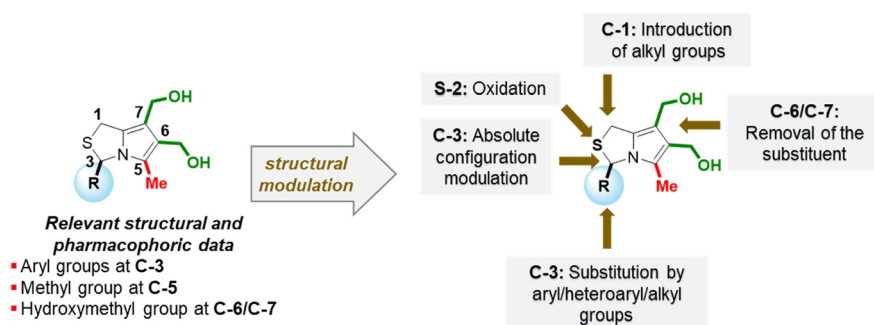 1
S
3
R
N
5
Me
6
7
OH
OH
Relevant structural and
pharmacophoric data
▪ Aryl groups at C-3
▪ Methyl group at C-5
▪ Hydroxymethyl group at C-6/C-7
structural
modulation
C-1: Introduction
of alkyl groups
S-2: Oxidation
C-3: Absolute
configuration
modulation
S
N
R
Me
OH
OH
C-6/C-7:
Removal of the
substituent
C-3: Substitution by
aryl/heteroaryl/alkyl
groups